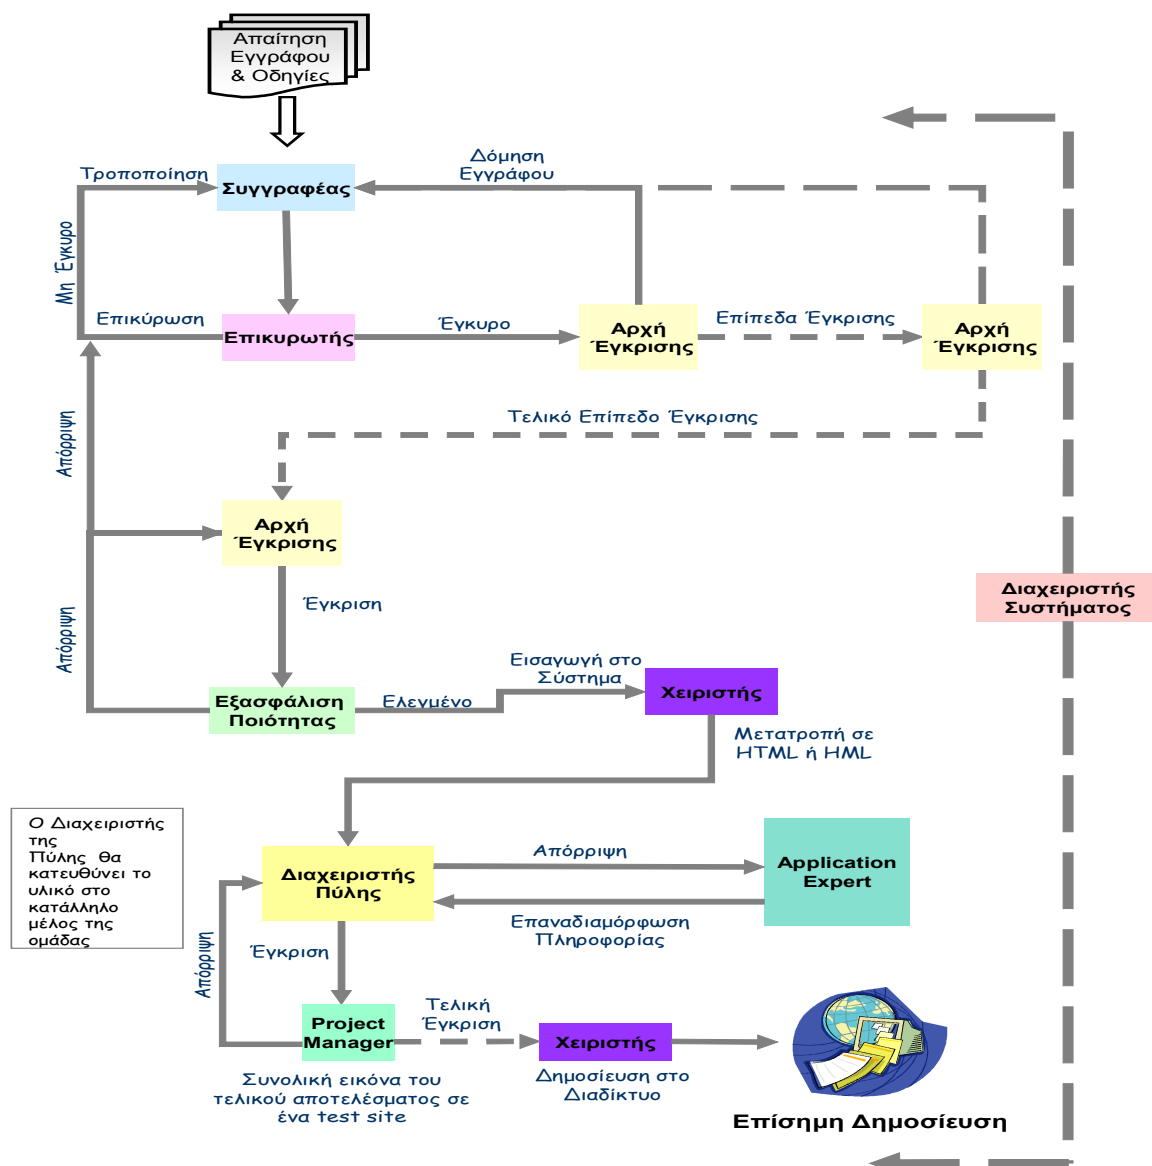 Απαίτηση
Εγγράφου
& Οδηγίες
Τροποποίηση
Συγγραφέας
Δόμηση
Εγγράφου
Μη Έγκυρο
Επικύρωση
Επικυρωτής
Έγκυρο
Αρχή
Έγκρισης
Επίπεδα Έγκρισης
Αρχή
Έγκρισης
Τελικό Επίπεδο Έγκρισης
Απόρριψη
Αρχή
Έγκρισης
Έγκριση
Απόρριψη
Διαχειριστής
Συστήματος
Εξασφάλιση
Ποιότητας
Ελεγμένο
Εισαγωγή στο
Σύστημα
Χειριστής
Μετατροπή σε
HTML ή HML
Ο Διαχειριστής
της
Πύλης θα
κατευθύνει το
υλικό στο
κατάλληλο
μέλος της
ομάδας
Διαχειριστής
Πύλης
Απόρριψη
Application
Expert
Επαναδιαμόρφωση
Πληροφορίας
Απόρριψη
Έγκριση
Project
Manager
Τελική
Έγκριση
Χειριστής
Συνολική εικόνα του
τελικού αποτελέσματος σε
ένα test site
Δημοσίευση στο
Διαδίκτυο
Επίσημη Δημοσίευση